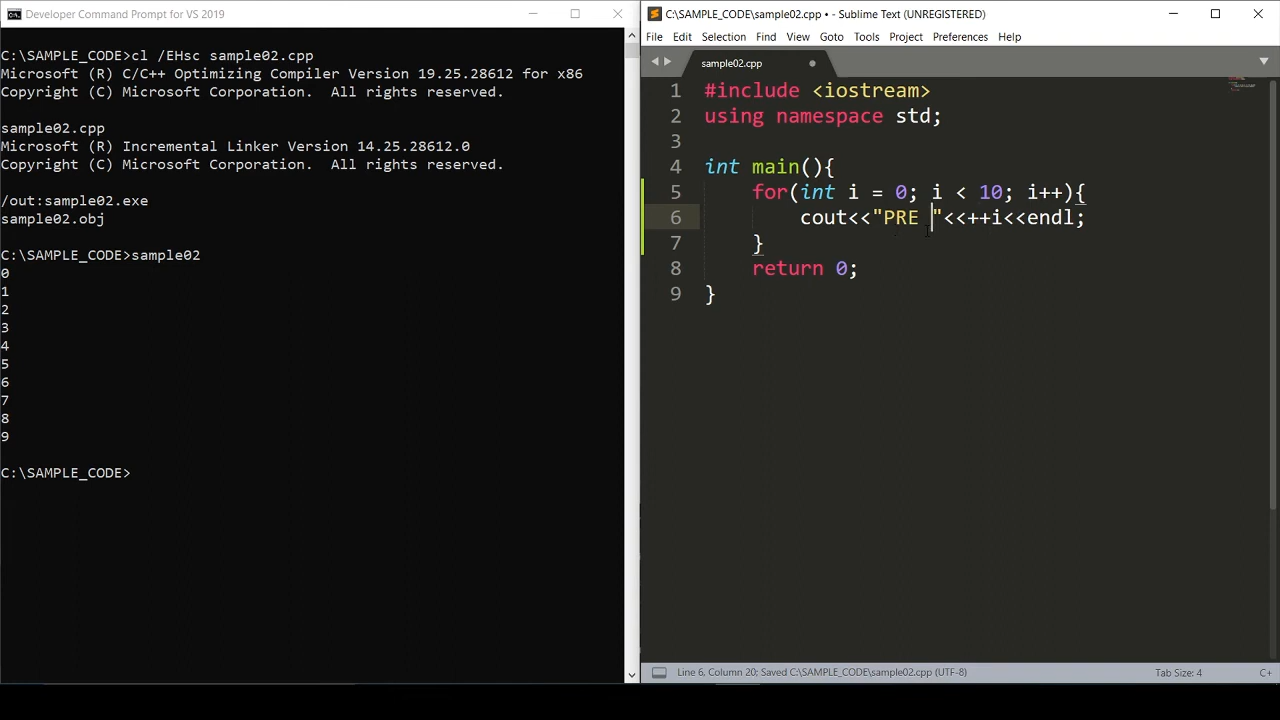 Developer Command Prompt for VS 2019
C:\SAMPLE_CODE>cl /EHsc sample02.cpp
Microsoft (R) C/C++ Optimizing Compiler Version 19.25.28612 for x86
Copyright (C) Microsoft Corporation.  All rights reserved.
sample02.cpp
Microsoft (R) Incremental Linker Version 14.25.28612.0
Copyright (C) Microsoft Corporation.  All rights reserved.
/out:sample02.exe
sample02.obj
C:\SAMPLE_CODE>sample02
0
1
2
3
4
5
6
7
8
9
C:\SAMPLE_CODE>
C:\SAMPLE_CODE\sample02.cpp • - Sublime Text (UNREGISTERED)
File Edit Selection Find View Goto Tools Project Preferences Help
sample02.cpp
1 #include <iostream>
2 using namespace std;
3
4 int main(){
5     for(int i = 0; i < 10; i++){
6         cout<<"PRE "<<++i<<endl;
7     }
8     return 0;
9 }
Line 6, Column 20; Saved C:\SAMPLE_CODE\sample02.cpp (UTF-8)
Tab Size: 4
C+